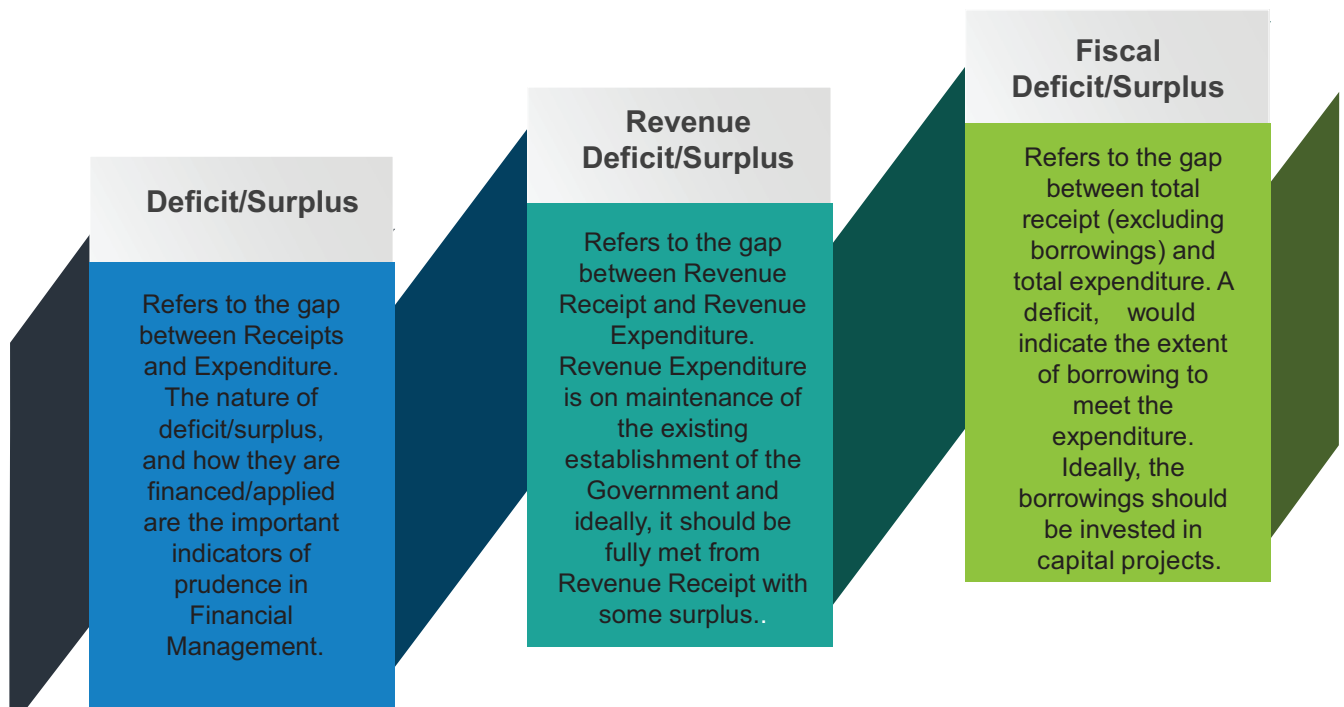 Deficit/Surplus
Refers to the gap
between Receipts
and Expenditure.
The nature of
deficit/surplus,
and how they are
financed/applied
are the important
indicators of
prudence in
Financial
Management.
Revenue
Deficit/Surplus
Refers to the gap
between Revenue
Receipt and Revenue
Expenditure.
Revenue Expenditure
is on maintenance of
the existing
establishment of the
Government and
ideally, it should be
fully met from
Revenue Receipt with
some surplus..
Fiscal
Deficit/Surplus
Refers to the gap
between total
receipt (excluding
borrowings) and
total expenditure. A
deficit, would
indicate the extent
of borrowing to
meet the
expenditure.
Ideally, the
borrowings should
be invested in
capital projects.